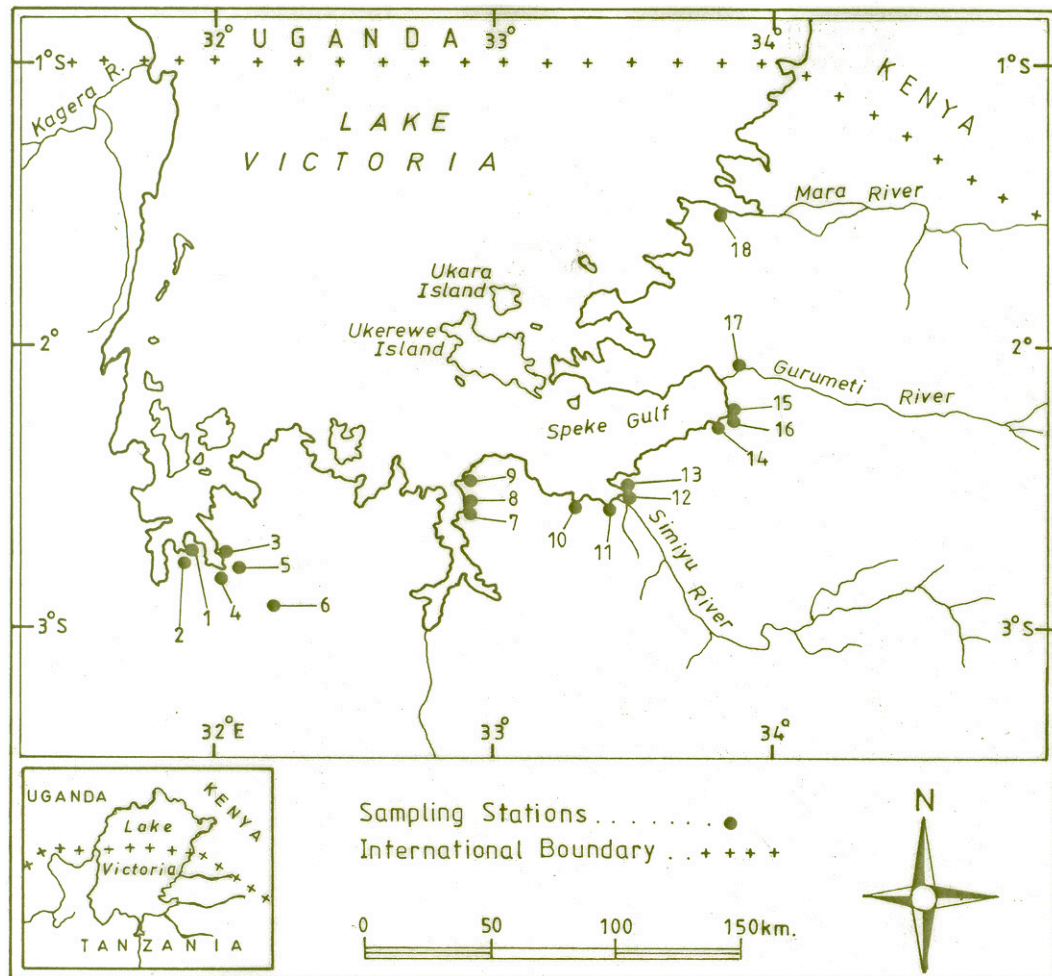 32° 33° 34°
UGANDA
1°S 1°S
Kagera R.
KENYA
LAKE
VICTORIA
Mara River
18
Ukara
Island
Ukerewe
Island
17
2° 2°
Gurumeti River
15
Speke Gulf
16
14
9
13
8
12
7
10
11
Simiyu River
3
5
1
4
2
6
3°S 3°S
32°E 33° 34°
UGANDA
KENYA
Lake
Victoria
TANZANIA
Sampling Stations . . . . . . .
International Boundary . . + + + +
0 50 100 150km.
N